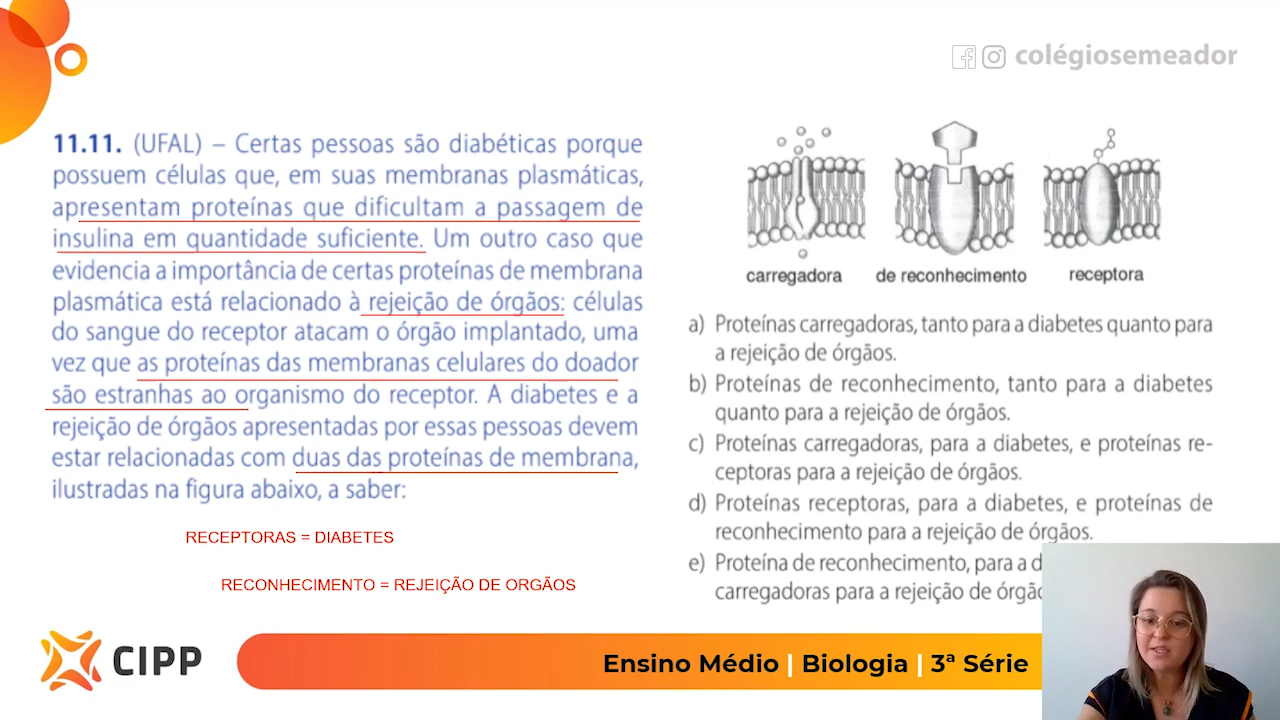 colégiosemeador
11.11. (UFAL) – Certas pessoas são diabéticas porque
possuem células que, em suas membranas plasmáticas,
apresentam proteínas que dificultam a passagem de
insulina em quantidade suficiente. Um outro caso que
evidencia a importância de certas proteínas de membrana
plasmática está relacionado à rejeição de órgãos: células
do sangue do receptor atacam o órgão implantado, uma
vez que as proteínas das membranas celulares do doador
são estranhas ao organismo do receptor. A diabetes e a
rejeição de órgãos apresentadas por essas pessoas devem
estar relacionadas com duas das proteínas de membrana,
ilustradas na figura abaixo, a saber:
RECEPTORAS = DIABETES
RECONHECIMENTO = REJEIÇÃO DE ORGÃOS
carregadora de reconhecimento receptora
a) Proteínas carregadoras, tanto para a diabetes quanto para
a rejeição de órgãos.
b) Proteínas de reconhecimento, tanto para a diabetes
quanto para a rejeição de órgãos.
c) Proteínas carregadoras, para a diabetes, e proteínas re-
ceptoras para a rejeição de órgãos.
d) Proteínas receptoras, para a diabetes, e proteínas de
reconhecimento para a rejeição de órgãos.
e) Proteína de reconhecimento, para a
carregadoras para a rejeição de
CIPP
Ensino Médio | Biologia | 3ª Série